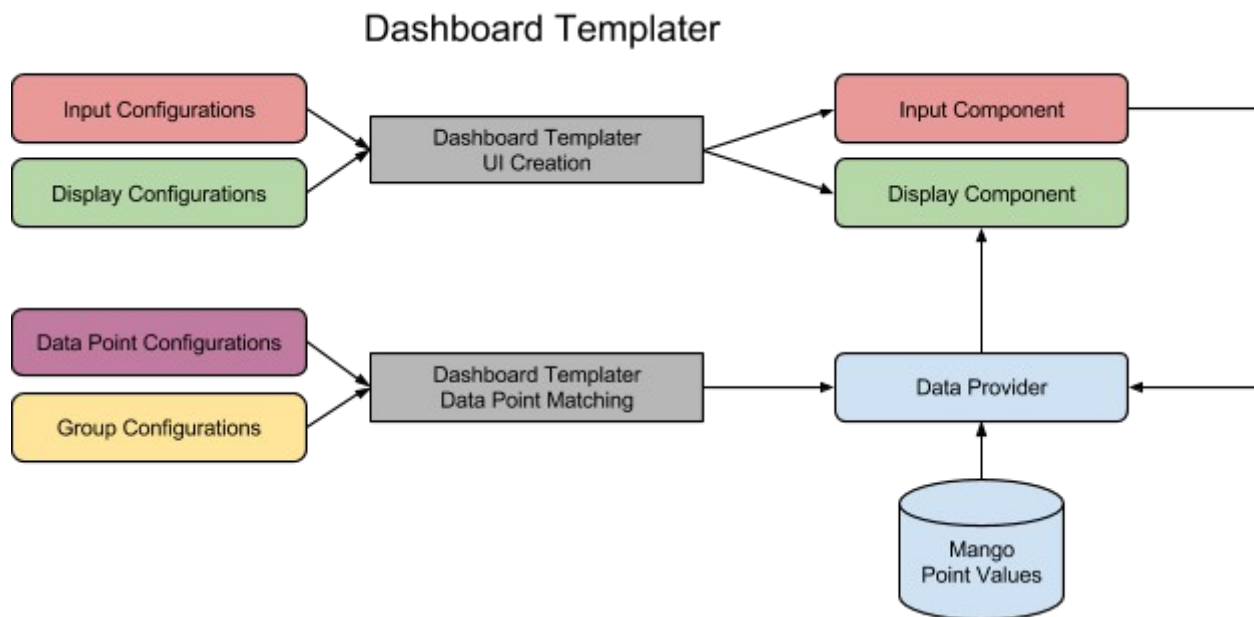 Dashboard Templater
Input Configurations
Display Configurations
Dashboard Templater
UI Creation
Input Component
Display Component
Data Point Configurations
Group Configurations
Dashboard Templater
Data Point Matching
Data Provider
Mango
Point Values